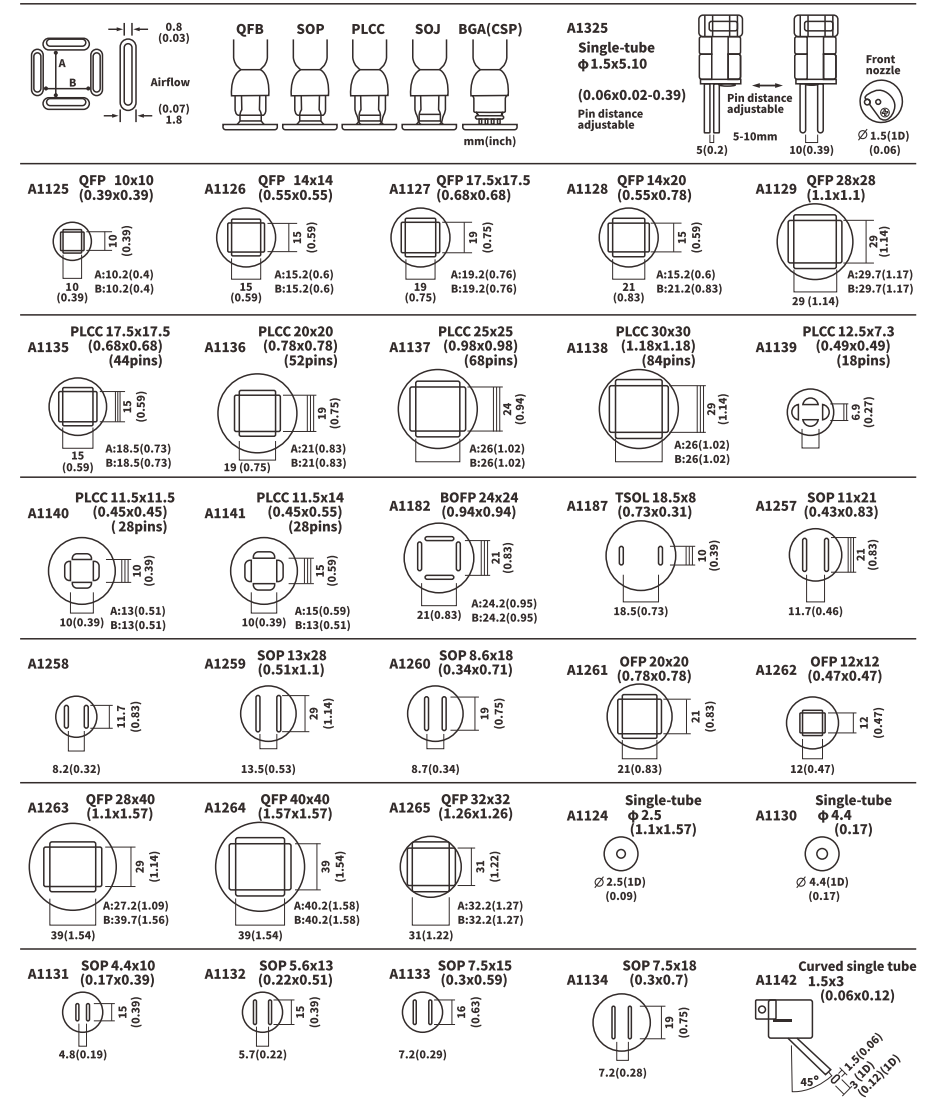 0.8
(0.03)
A
B
Airflow
(0.07)
1.8
QFB SOP PLCC SOJ BGA(CSP)
mm(inch)
A1325
Single-tube
ϕ1.5x5.10
(0.06x0.02-0.39)
Pin distance
adjustable
Pin distance
adjustable
5-10mm
5(0.2)
10(0.39)
Front
nozzle
∅ 1.5(1D)
(0.06)
A1125 QFP 10x10
(0.39x0.39)
10
(0.39)
A:10.2(0.4)
B:10.2(0.4)
10
(0.39)
A1126 QFP 14x14
(0.55x0.55)
15
(0.59)
A:15.2(0.6)
B:15.2(0.6)
15
(0.59)
A1127 QFP 17.5x17.5
(0.68x0.68)
19
(0.75)
A:19.2(0.76)
B:19.2(0.76)
19
(0.75)
A1128 QFP 14x20
(0.55x0.78)
15
(0.59)
A:15.2(0.6)
B:21.2(0.83)
21
(0.83)
A1129 QFP 28x28
(1.1x1.1)
29
(1.14)
A:29.7(1.17)
B:29.7(1.17)
29 (1.14)
A1135 PLCC 17.5x17.5
(0.68x0.68)
(44pins)
15
(0.59)
A:18.5(0.73)
B:18.5(0.73)
15
(0.59)
A1136 PLCC 20x20
(0.78x0.78)
(52pins)
19
(0.75)
A:21(0.83)
B:21(0.83)
19 (0.75)
A1137 PLCC 25x25
(0.98x0.98)
(68pins)
24
(0.94)
A:26(1.02)
B:26(1.02)
A1138 PLCC 30x30
(1.18x1.18)
(84pins)
29
(1.14)
A:26(1.02)
B:26(1.02)
A1139 PLCC 12.5x7.3
(0.49x0.49)
(18pins)
6.9
(0.27)
A1140 PLCC 11.5x11.5
(0.45x0.45)
( 28pins)
10
(0.39)
10(0.39)
A:13(0.51)
B:13(0.51)
A1141 PLCC 11.5x14
(0.45x0.55)
(28pins)
15
(0.59)
10(0.39)
A:15(0.59)
B:13(0.51)
A1182 BOFP 24x24
(0.94x0.94)
21
(0.83)
21(0.83)
A:24.2(0.95)
B:24.2(0.95)
A1187 TSOL 18.5x8
(0.73x0.31)
10
(0.39)
18.5(0.73)
A1257 SOP 11x21
(0.43x0.83)
21
(0.83)
11.7(0.46)
A1258
11.7
(0.83)
8.2(0.32)
A1259 SOP 13x28
(0.51x1.1)
29
(1.14)
13.5(0.53)
A1260 SOP 8.6x18
(0.34x0.71)
19
(0.75)
8.7(0.34)
A1261 OFP 20x20
(0.78x0.78)
21
(0.83)
21(0.83)
A1262 OFP 12x12
(0.47x0.47)
12
(0.47)
12(0.47)
A1263 QFP 28x40
(1.1x1.57)
29
(1.14)
A:27.2(1.09)
B:39.7(1.56)
39(1.54)
A1264 QFP 40x40
(1.57x1.57)
39
(1.54)
A:40.2(1.58)
B:40.2(1.58)
39(1.54)
A1265 QFP 32x32
(1.26x1.26)
31
(1.22)
A:32.2(1.27)
B:32.2(1.27)
31(1.22)
A1124 Single-tube
ϕ2.5
(1.1x1.57)
∅ 2.5(1D)
(0.09)
A1130 Single-tube
ϕ4.4
(0.17)
∅ 4.4(1D)
(0.17)
A1131 SOP 4.4x10
(0.17x0.39)
15
(0.39)
4.8(0.19)
A1132 SOP 5.6x13
(0.22x0.51)
15
(0.39)
5.7(0.22)
A1133 SOP 7.5x15
(0.3x0.59)
16
(0.63)
7.2(0.29)
A1134 SOP 7.5x18
(0.3x0.7)
19
(0.75)
7.2(0.28)
A1142 Curved single tube
1.5x3
(0.06x0.12)
45°
1.5(0.06)
3 (1D)
(0.12)(1D)